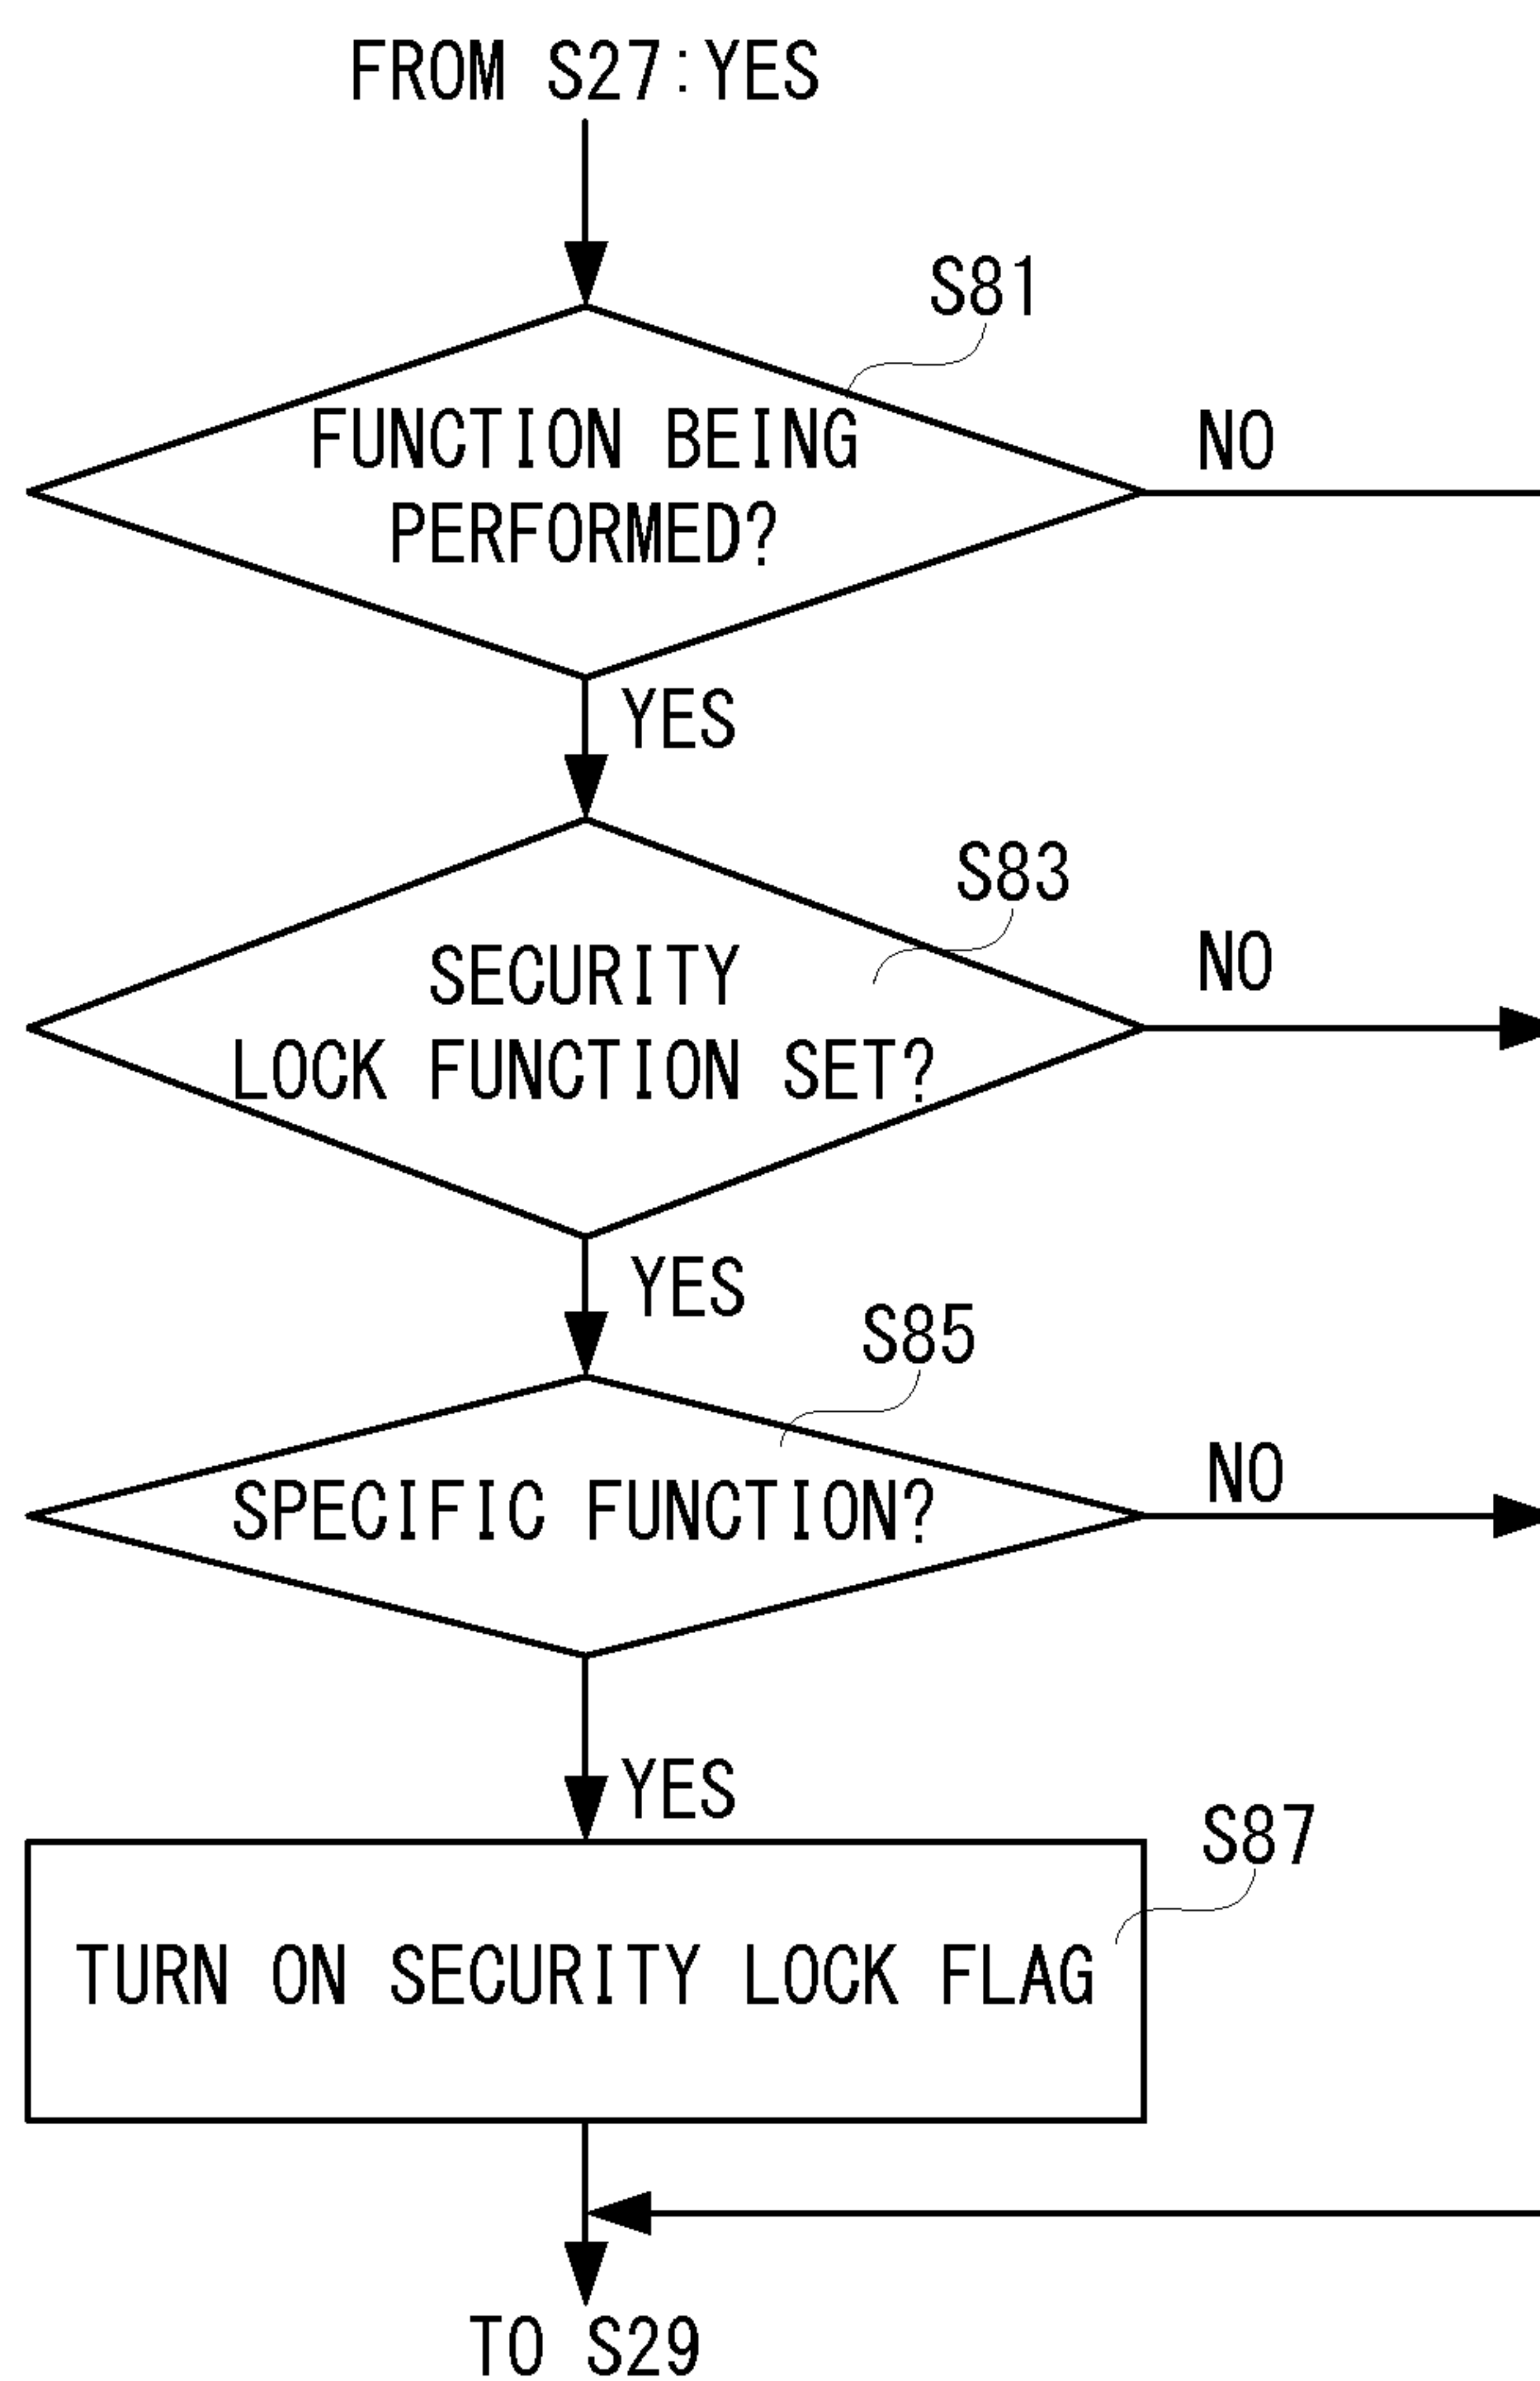 FROM S27:YES
S81
FUNCTION BEING
PERFORMED?
NO
YES
S83
SECURITY
LOCK FUNCTION SET?
NO
YES
S85
SPECIFIC FUNCTION?
NO
YES
S87
TURN ON SECURITY LOCK FLAG
TO S29